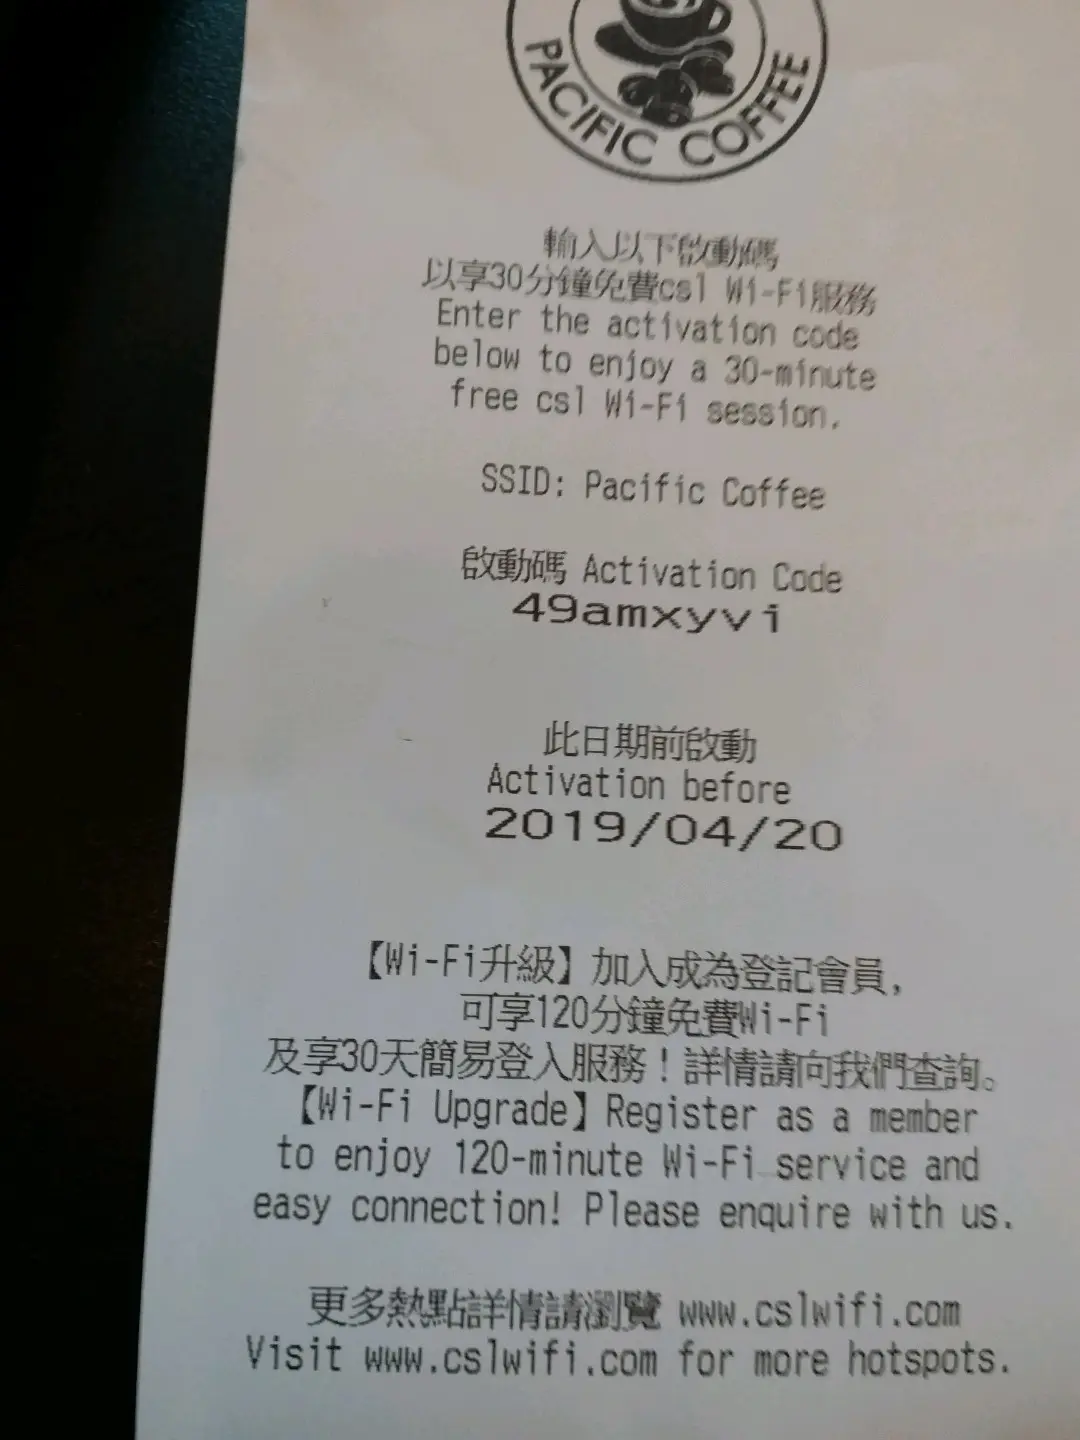 PACIFIC COFFEE
輸入以下啟動碼
以享30分鐘免費csl Wi-Fi服務
Enter the activation code
below to enjoy a 30-minute
free csl Wi-Fi session.
SSID: Pacific Coffee
啟動碼 Activation Code
49amxyvi
此日期前啟動
Activation before
2019/04/20
【Wi-Fi升級】加入成為登記會員,
可享120分鐘免費Wi-Fi
及享30天簡易登入服務！詳情請向我們查詢。
【Wi-Fi Upgrade】Register as a member
to enjoy 120-minute Wi-Fi service and
easy connection! Please enquire with us.
更多熱點詳情請瀏覽 www.cslwifi.com
Visit www.cslwifi.com for more hotspots.